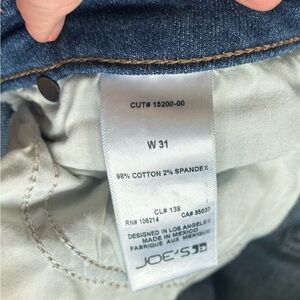 CUT# 15200-00
W 31
98% COTTON 2% SPANDEX
CL# 138
RN# 106214 CA# 35037
DESIGNED IN LOS ANGELES
MADE IN MEXICO
FABRIQUE AUX MEXIQUE
JOE'S